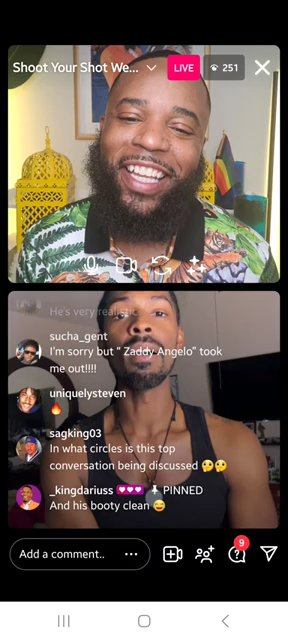 Shoot Your Shot We...
LIVE
251
He's very realistic
sucha_gent
I'm sorry but " Zaddy Angelo" took
me out!!!!
uniquelysteven
🔥
sagking03
In what circles is this top
conversation being discussed 🤔🤔
_kingdariuss PINNED
And his booty clean 😅
Add a comment..
9